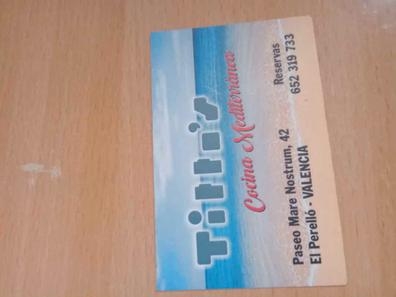 Titto's
Cocina Mediterránea
Reservas
652 319 733
Paseo Mare Nostrum, 42
El Perelló - VALENCIA